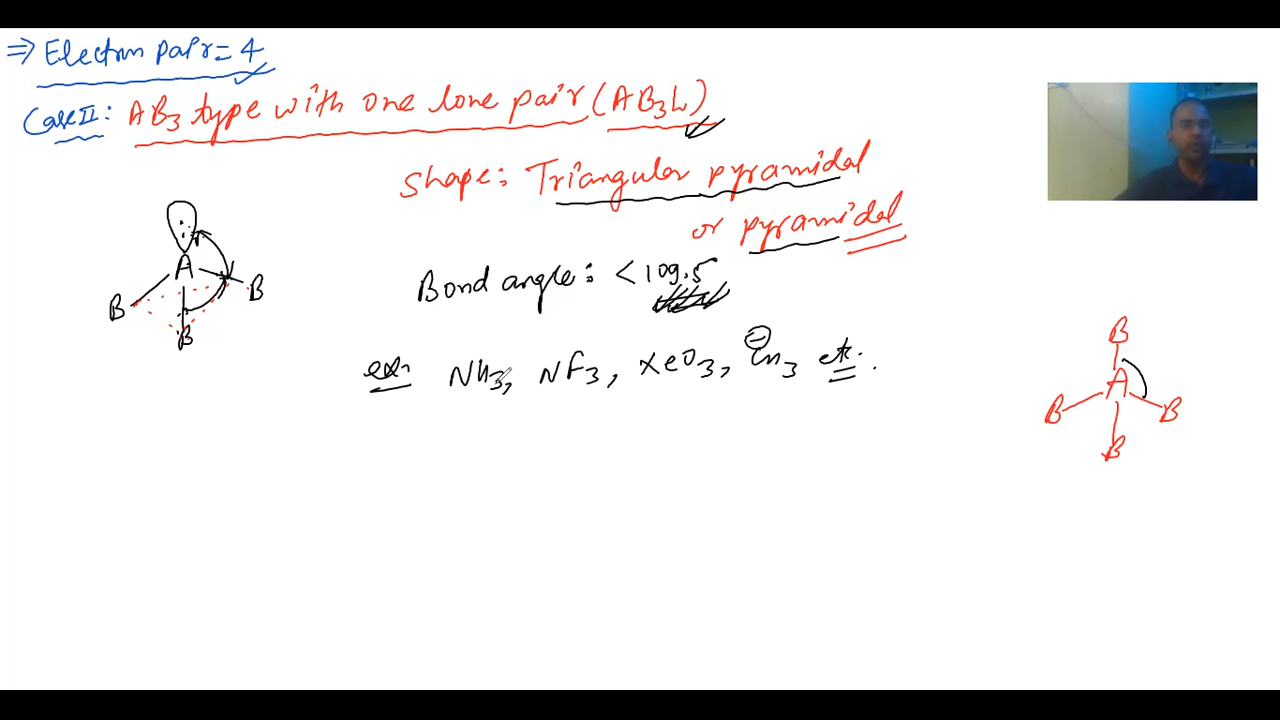 ⇒ Electron pair = 4
Case II: AB₃ type with one lone pair (AB₃L)
Shape: Triangular pyramidal
or pyramidal
Bond angle: < 109.5
A
B
B
B
ex: NH₃, NF₃, XeO₃, etc.
B
A
B
B
B